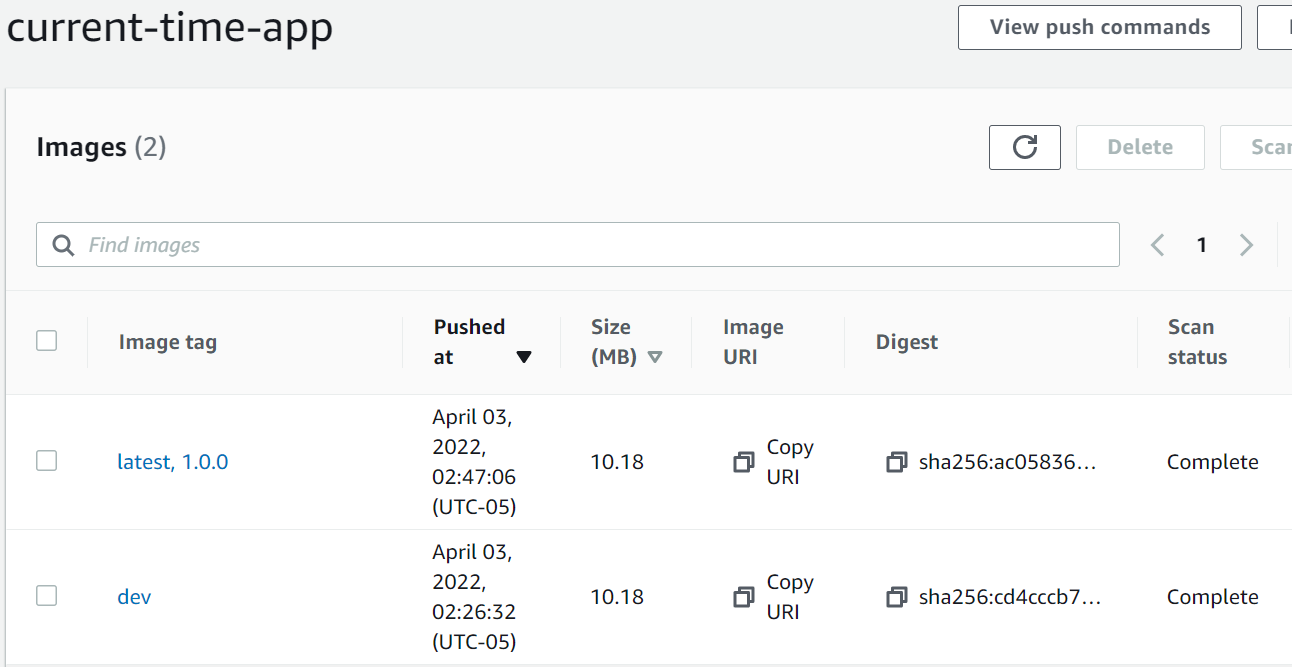 current-time-app
View push commands
Images (2)
Delete
Scan
Find images
1
Image tag
Pushed
at
Size
(MB)
Image
URI
Digest
Scan
status
latest, 1.0.0
April 03,
2022,
02:47:06
(UTC-05)
10.18
Copy
URI
sha256:ac05836...
Complete
dev
April 03,
2022,
02:26:32
(UTC-05)
10.18
Copy
URI
sha256:cd4cccb7...
Complete